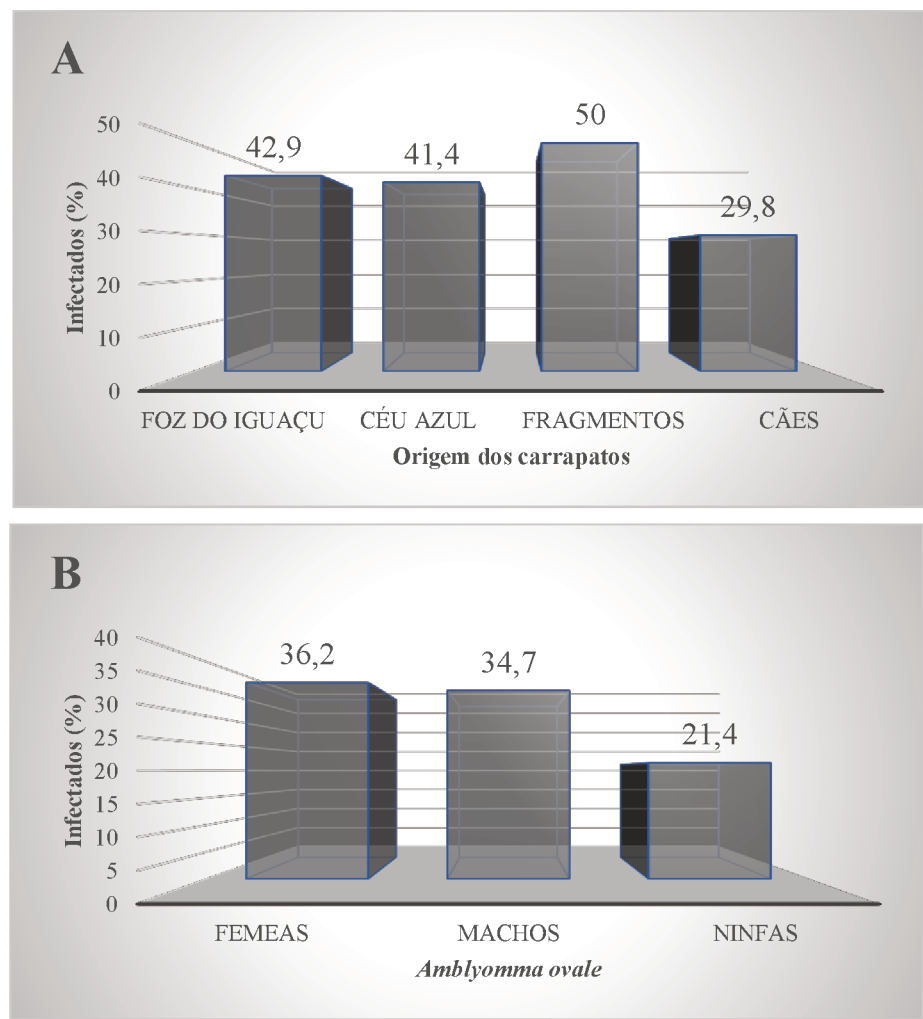 A
50
40
30
20
10
0
Infectados (%)
42,9
41,4
50
29,8
FOZ DO IGUAÇU CÉU AZUL FRAGMENTOS CÃES
Origem dos carrapatos
B
40
35
30
25
20
15
10
5
0
Infectados (%)
36,2
34,7
21,4
FEMEAS MACHOS NINFAS
Amblyomma ovale